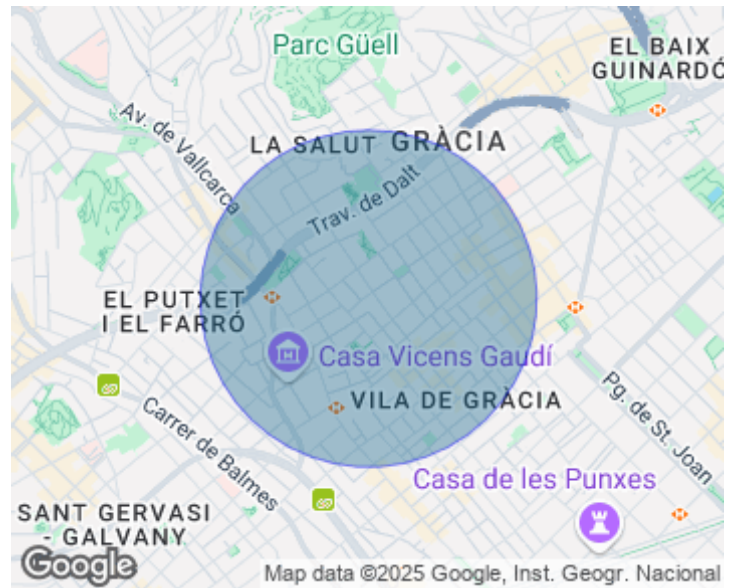 Parc Güell
EL BAIX
GUINARDÓ
Av. de Vallcarca
LA SALUT
GRÀCIA
Trav. de Dalt
EL PUTXET
I EL FARRÓ
Casa Vicens Gaudí
VILA DE GRÀCIA
Pg. de St. Joan
Carrer de Balmes
Casa de les Punxes
SANT GERVASI
- GALVANY
Google
Map data ©2025 Google, Inst. Geogr. Nacional